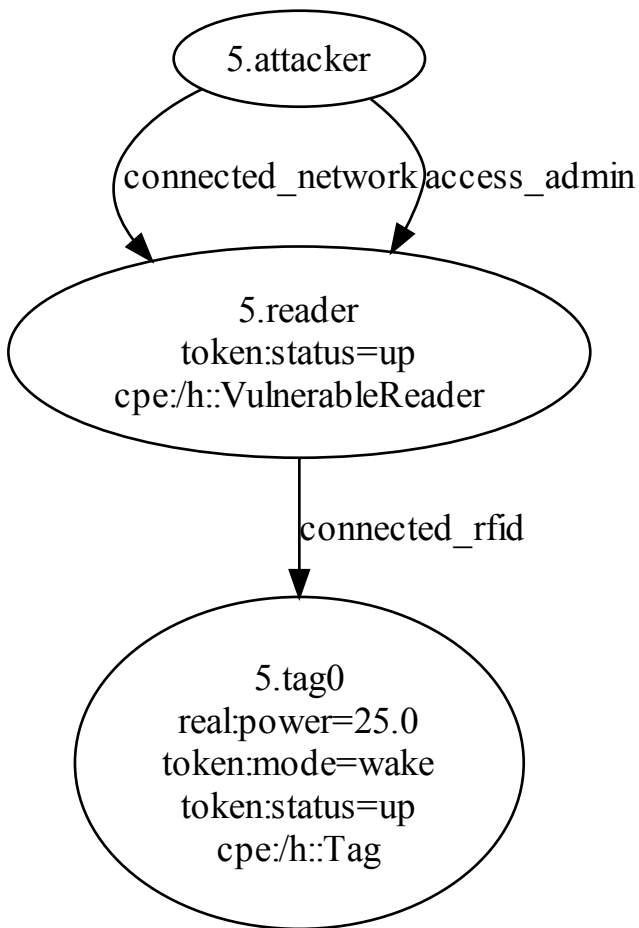 5.attacker
connected_network
access_admin
5.reader
token:status=up
cpe:/h::VulnerableReader
connected_rfid
5.tag0
real:power=25.0
token:mode=wake
token:status=up
cpe:/h::Tag